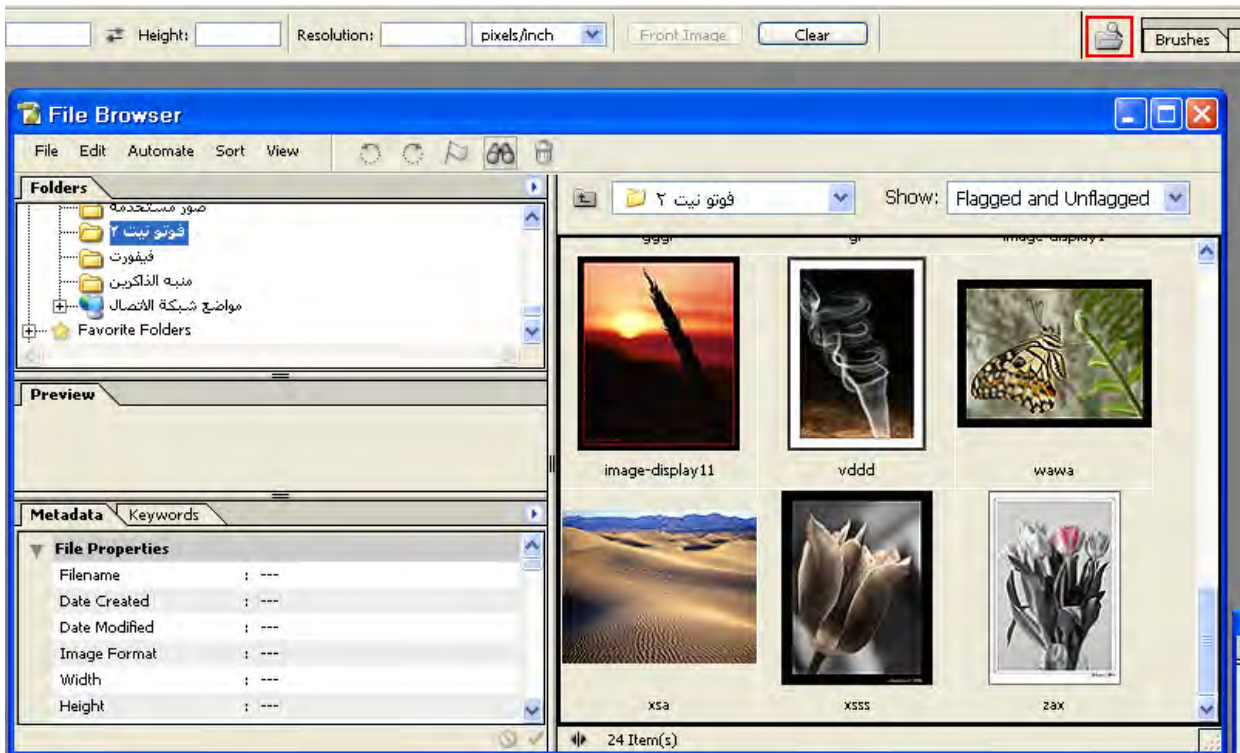 Height: Resolution: pixels/inch Front Image Clear Brushes
File Browser
File Edit Automate Sort View
Folders
صور مستخدمة
فوتو نيت ٢
فيفورت
منبه الذاكرين
مواضع شبكة الاتصال
Favorite Folders
Preview
Metadata Keywords
File Properties
Filename : ---
Date Created : ---
Date Modified : ---
Image Format : ---
Width : ---
Height : ---
فوتو نيت ٢ Show: Flagged and Unflagged
image-display11 vddd wawa
xsa xsss zax
24 Item(s)